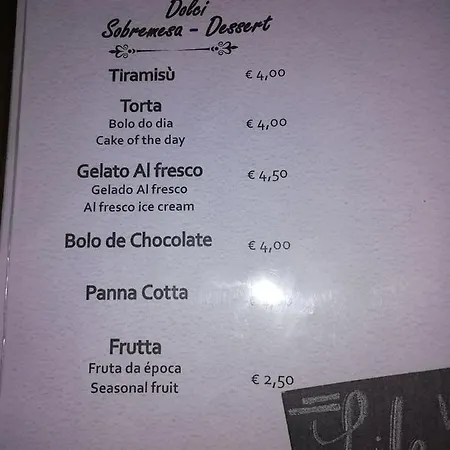 Dolci
Sobremesa - Dessert
Tiramisù € 4,00
Torta
Bolo do dia € 4,00
Cake of the day
Gelato Al fresco € 4,50
Gelado Al fresco
Al fresco ice cream
Bolo de Chocolate € 4,00
Panna Cotta
Frutta
Fruta da época € 2,50
Seasonal fruit